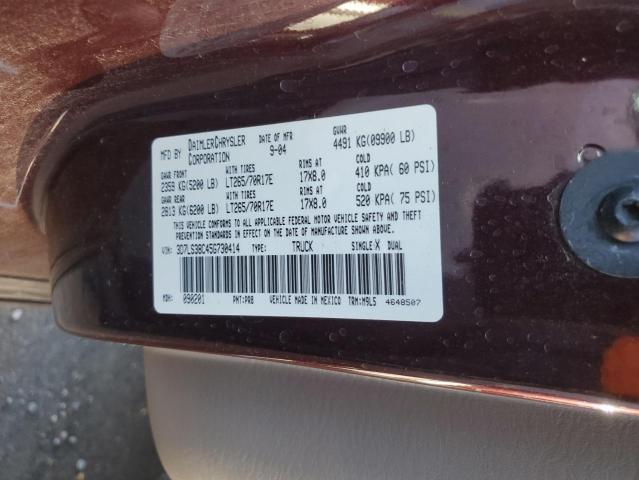 MFD BY DAIMLERCHRYSLER CORPORATION DATE OF MFR 9-04 GVWR 4491 KG(09900 LB)
GAWR FRONT WITH TIRES RIMS AT COLD
2359 KG(5200 LB) LT265/70R17E 17X8.0 410 KPA( 60 PSI)
GAWR REAR WITH TIRES RIMS AT COLD
2813 KG(6200 LB) LT265/70R17E 17X8.0 520 KPA( 75 PSI)
THIS VEHICLE CONFORMS TO ALL APPLICABLE FEDERAL MOTOR VEHICLE SAFETY AND THEFT
PREVENTION STANDARDS IN EFFECT ON THE DATE OF MANUFACTURE SHOWN ABOVE.
VIN: 3D7LS38C45G730414 TYPE: TRUCK SINGLE X DUAL
MDH: 090201 PNT:PRB VEHICLE MADE IN MEXICO TRM:M9L5 4648507